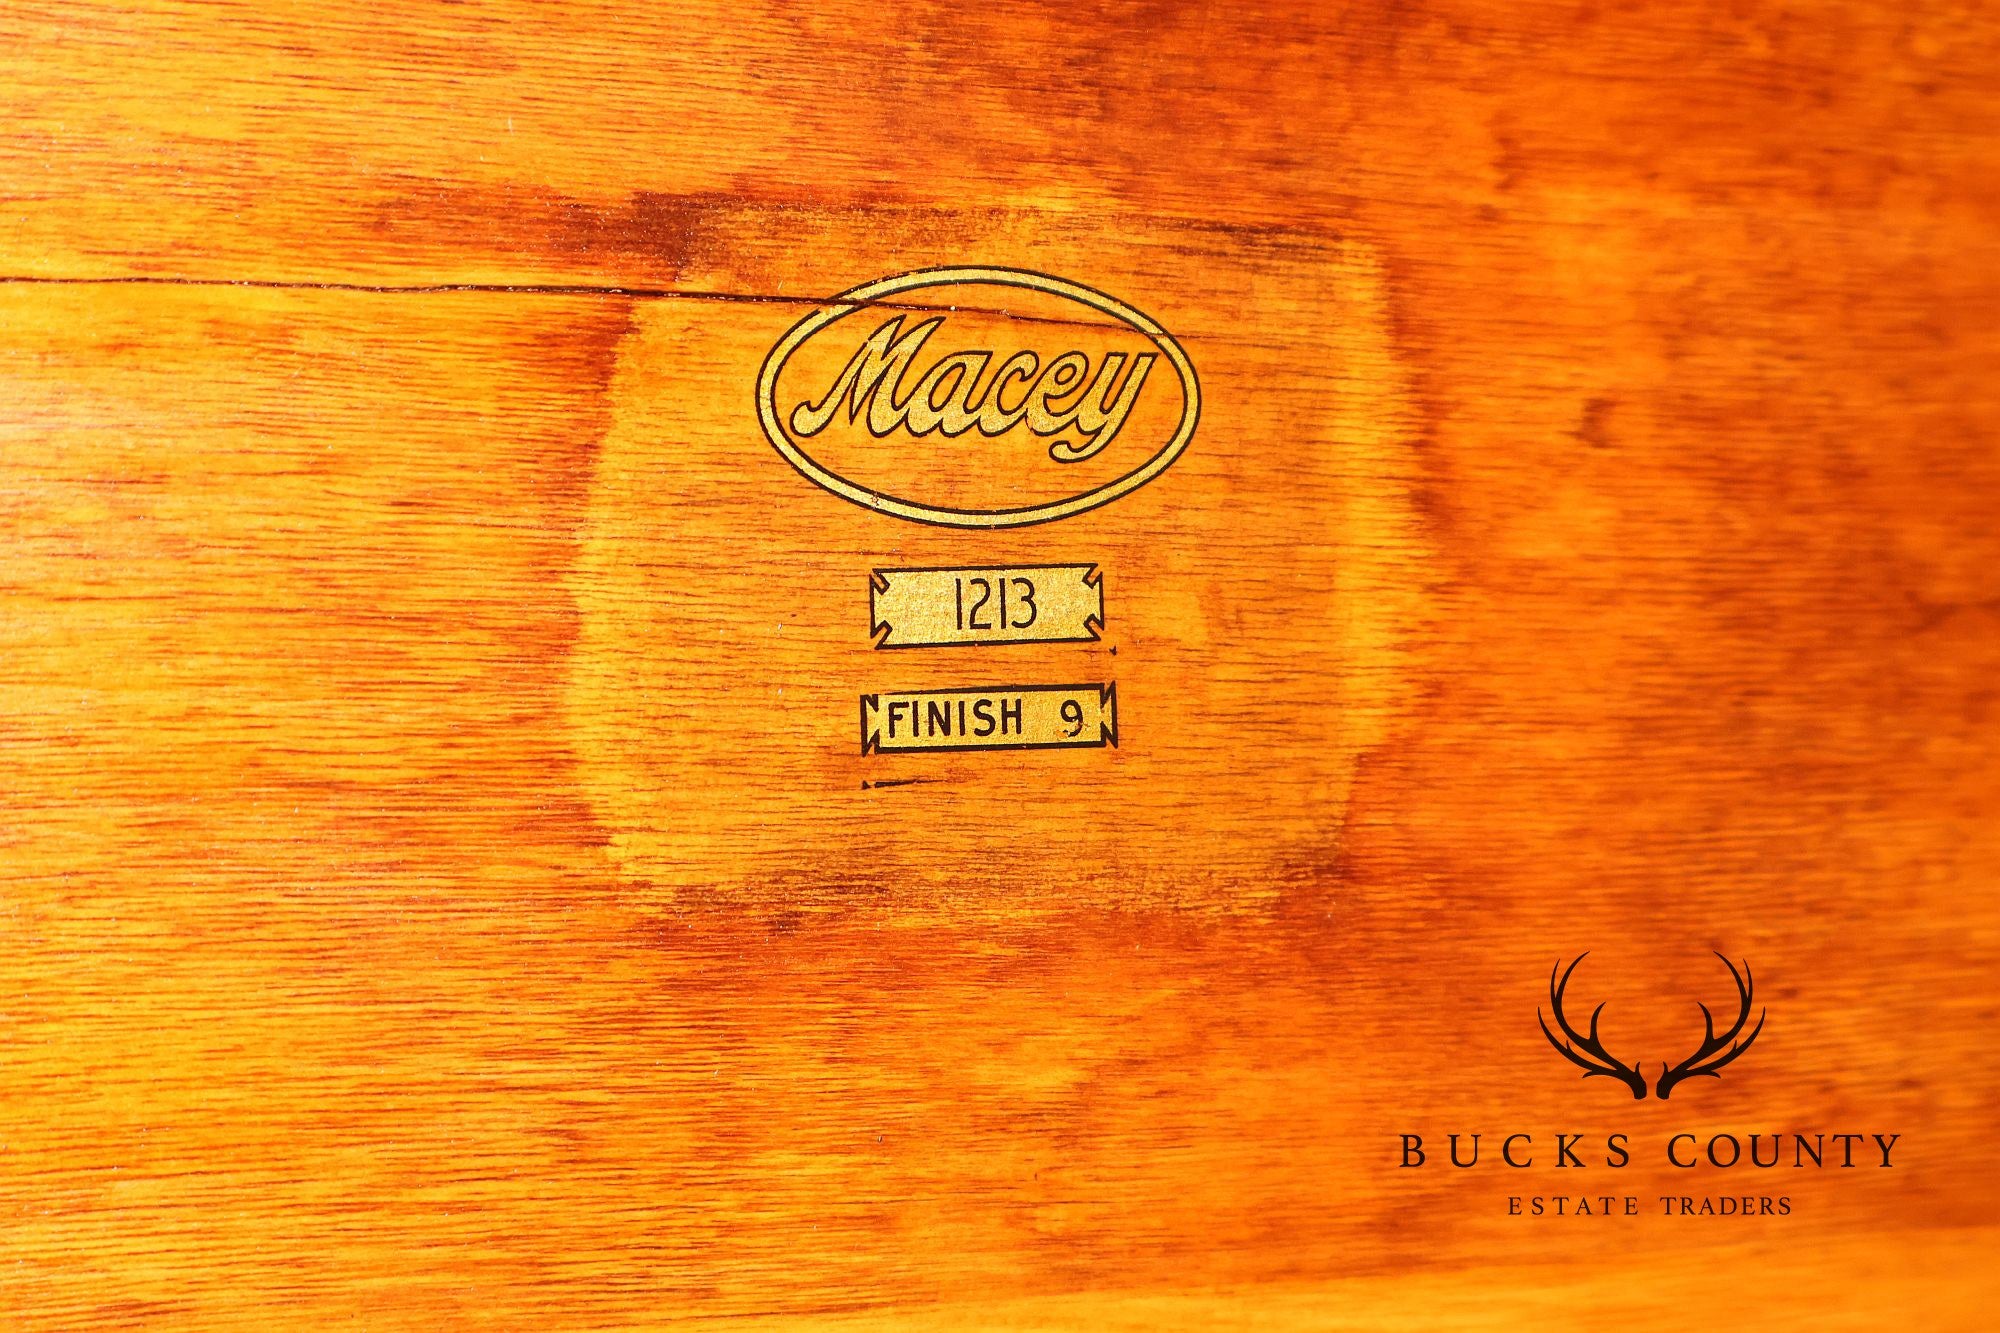 Macey
1213
FINISH 9
BUCKS COUNTY
ESTATE TRADERS